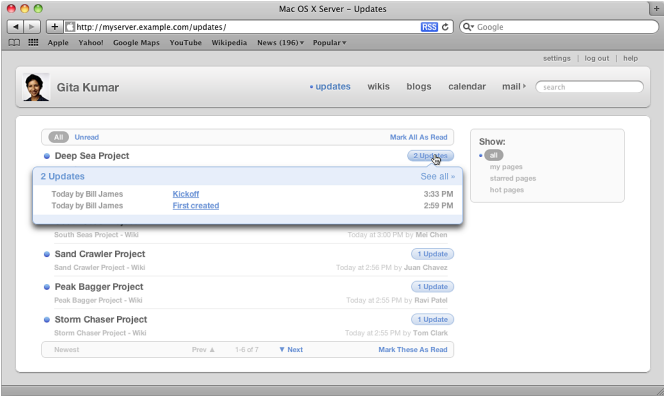 Mac OS X Server – Updates
http://myserver.example.com/updates/
RSS
Google
Apple Yahoo! Google Maps YouTube Wikipedia News (196) Popular
settings | log out | help
Gita Kumar
updates wikis blogs calendar mail search
All Unread Mark All As Read
Show:
all
my pages
starred pages
hot pages
Deep Sea Project 2 Updates
2 Updates See all »
Today by Bill James Kickoff 3:33 PM
Today by Bill James First created 2:59 PM
South Seas Project - Wiki Today at 3:00 PM by Mei Chen
Sand Crawler Project 1 Update
Sand Crawler Project - Wiki Today at 2:56 PM by Juan Chavez
Peak Bagger Project 1 Update
Peak Bagger Project - Wiki Today at 2:55 PM by Ravi Patel
Storm Chaser Project 1 Update
Storm Chaser Project - Wiki Today at 2:55 PM by Tom Clark
Newest Prev ▲ 1-6 of 7 ▼ Next Mark These As Read